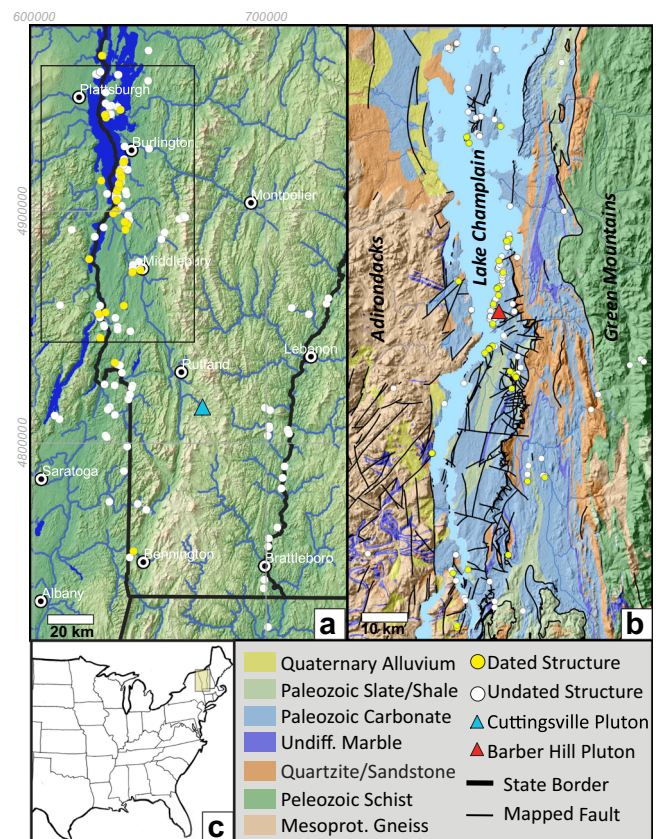 600000
700000
4900000
4800000
Plattsburgh
Burlington
Montpelier
Middlebury
Rutland
Lebanon
Saratoga
Bennington
Brattleboro
Albany
20 km
a
Adirondacks
Lake Champlain
Green Mountains
10 km
b
c
Quaternary Alluvium
Paleozoic Slate/Shale
Paleozoic Carbonate
Undiff. Marble
Quartzite/Sandstone
Peleozoic Schist
Mesoprot. Gneiss
Dated Structure
Undated Structure
Cuttingsville Pluton
Barber Hill Pluton
State Border
Mapped Fault